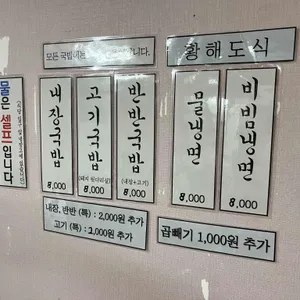 모든 국밥에는
니다.
황해도식
물은 셀프입니다
내장국밥
8,000
고기국밥
8,000
반반국밥
(내장+고기)
8,000
물냉면
8,000
비빔냉면
8,000
내장, 반반 (특) : 2,000원 추가
고기 (특) : 3,000원 추가
곱빼기 1,000원 추가